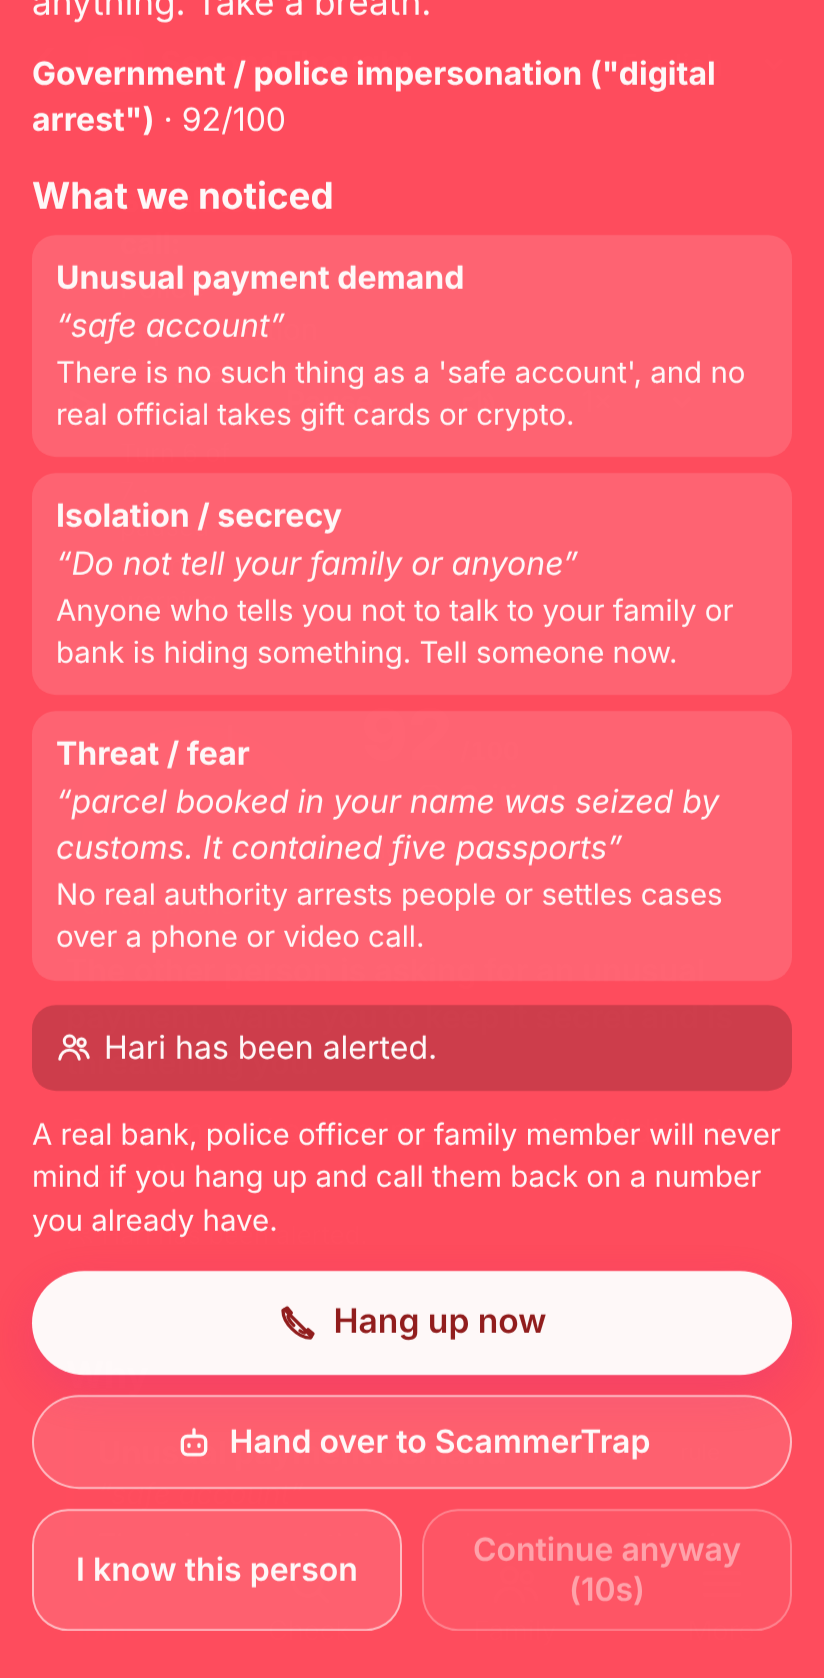 anything. Take a breath.
Government / police impersonation ("digital
arrest") · 92/100
What we noticed
Unusual payment demand
“safe account”
There is no such thing as a 'safe account', and no
real official takes gift cards or crypto.
Isolation / secrecy
“Do not tell your family or anyone”
Anyone who tells you not to talk to your family or
bank is hiding something. Tell someone now.
Threat / fear
“parcel booked in your name was seized by
customs. It contained five passports”
No real authority arrests people or settles cases
over a phone or video call.
Hari has been alerted.
A real bank, police officer or family member will never
mind if you hang up and call them back on a number
you already have.
Hang up now
Hand over to ScammerTrap
I know this person
Continue anyway
(10s)